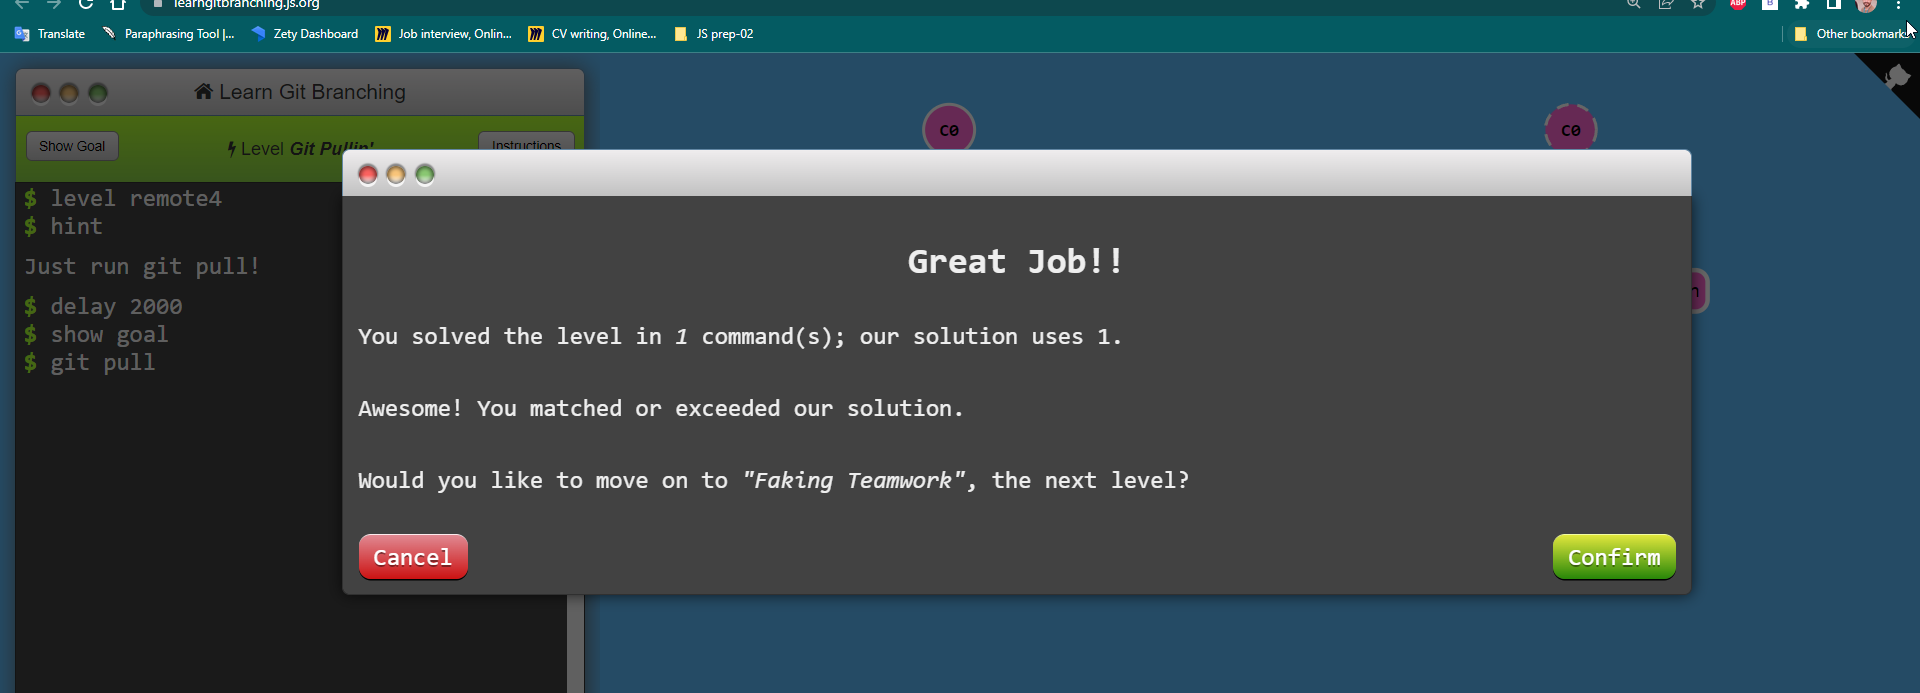 learngitbranching.js.org
Translate
Paraphrasing Tool |...
Zety Dashboard
Job interview, Onlin...
CV writing, Online...
JS prep-02
Other bookmarks
Learn Git Branching
Show Goal
Level Git Pullin'
Instructions
C0
C0
$ level remote4
$ hint
Just run git pull!
$ delay 2000
$ show goal
$ git pull
Great Job!!
You solved the level in 1 command(s); our solution uses 1.
Awesome! You matched or exceeded our solution.
Would you like to move on to "Faking Teamwork", the next level?
Cancel
Confirm
ABP
B